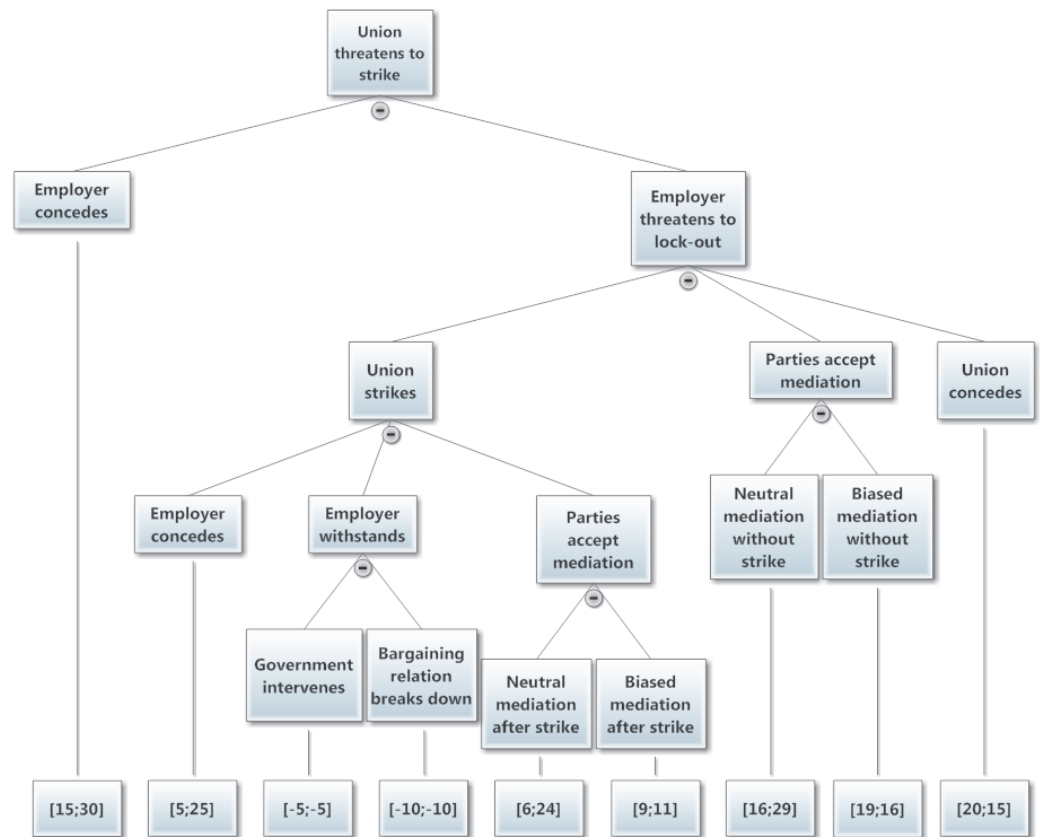 Union
threatens to
strike
Employer
concedes
Employer
threatens to
lock-out
Union
strikes
Parties accept
mediation
Union
concedes
Employer
concedes
Employer
withstands
Parties
accept
mediation
Neutral
mediation
without
strike
Biased
mediation
without
strike
Government
intervenes
Bargaining
relation
breaks down
Neutral
mediation
after strike
Biased
mediation
after strike
[15;30]
[5;25]
[-5;-5]
[-10;-10]
[6;24]
[9;11]
[16;29]
[19;16]
[20;15]